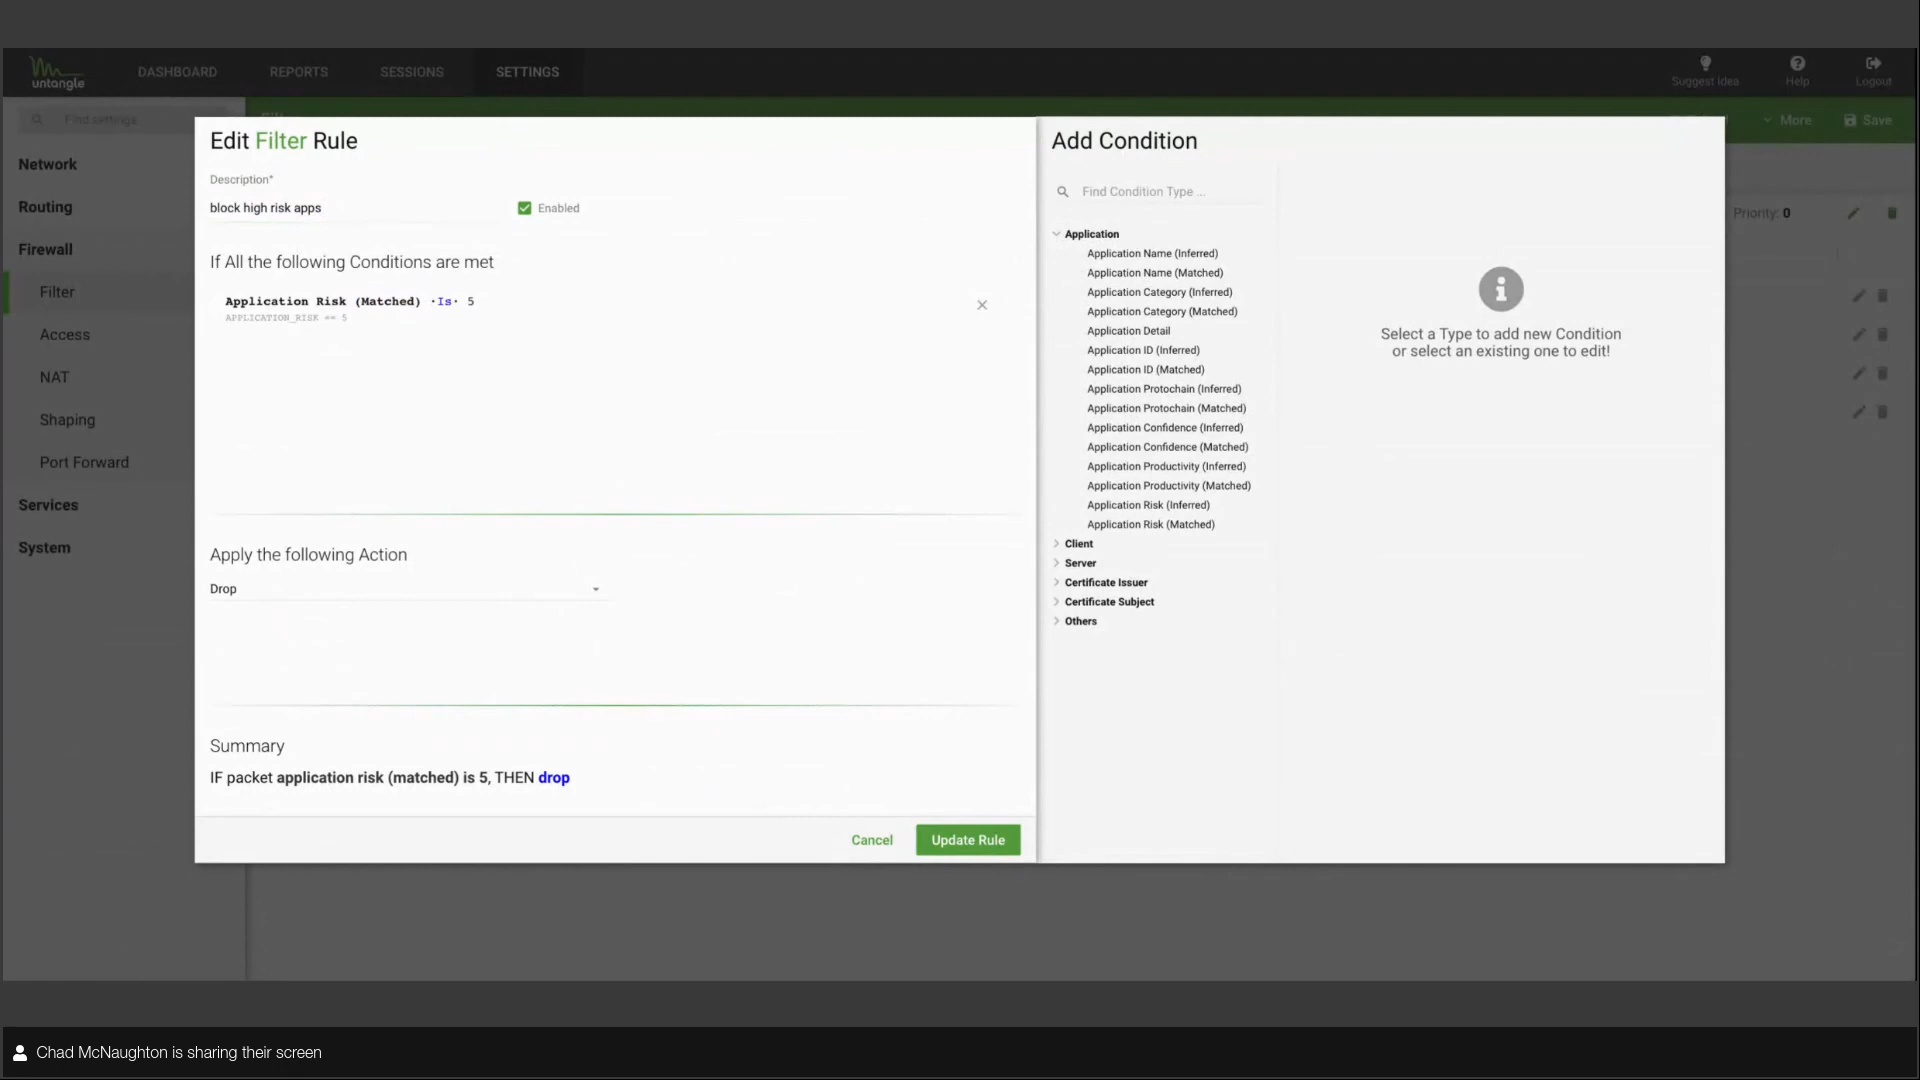 untangle
DASHBOARD
REPORTS
SESSIONS
SETTINGS
Suggest Idea
Help
Logout
Find settings
More
Save
Network
Routing
Firewall
Filter
Access
NAT
Shaping
Port Forward
Services
System
Edit Filter Rule
Description*
block high risk apps
Enabled
If All the following Conditions are met
Application Risk (Matched) ·Is· 5
APPLICATION_RISK == 5
Apply the following Action
Drop
Summary
IF packet application risk (matched) is 5, THEN drop
Cancel
Update Rule
Add Condition
Find Condition Type ...
Application
Application Name (Inferred)
Application Name (Matched)
Application Category (Inferred)
Application Category (Matched)
Application Detail
Application ID (Inferred)
Application ID (Matched)
Application Protochain (Inferred)
Application Protochain (Matched)
Application Confidence (Inferred)
Application Confidence (Matched)
Application Productivity (Inferred)
Application Productivity (Matched)
Application Risk (Inferred)
Application Risk (Matched)
Client
Server
Certificate Issuer
Certificate Subject
Others
Select a Type to add new Condition
or select an existing one to edit!
Priority: 0
Chad McNaughton is sharing their screen